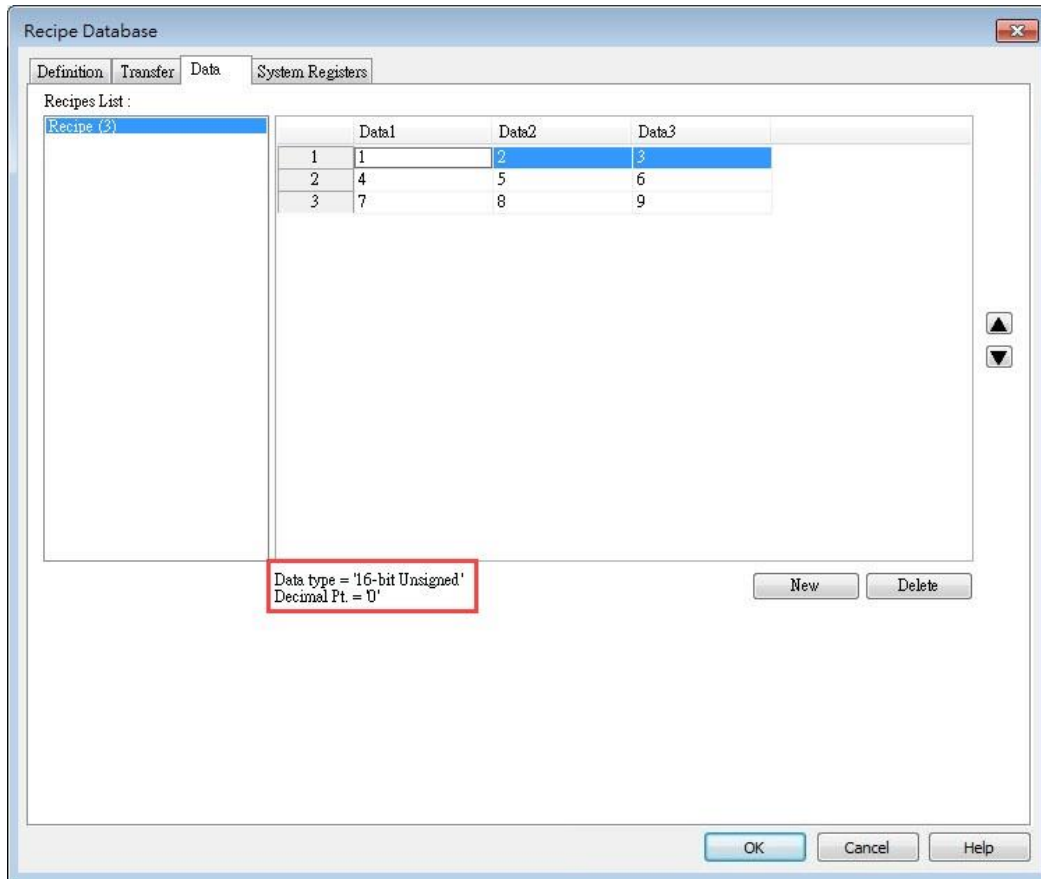 Recipe Database
Definition Transfer Data System Registers
Recipes List :
Recipe (3)
Data1 Data2 Data3
1 1 2 3
2 4 5 6
3 7 8 9
Data type = '16-bit Unsigned'
Decimal Pt. = '0'
New Delete
OK Cancel Help